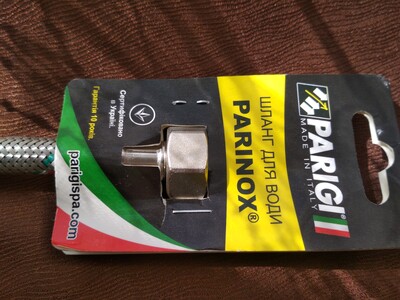 PARIGI
MADE IN ITALY
ШЛАНГ ДЛЯ ВОДИ
PARINOX®
Сертифіковано
в Україні.
Гарантія 10 років.
parigispa.com